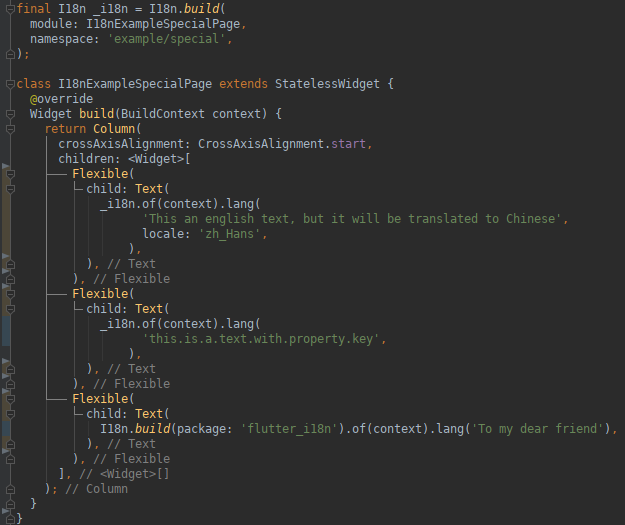 final I18n _i18n = I18n.build(
  module: I18nExampleSpecialPage,
  namespace: 'example/special',
);

class I18nExampleSpecialPage extends StatelessWidget {
  @override
  Widget build(BuildContext context) {
    return Column(
      crossAxisAlignment: CrossAxisAlignment.start,
      children: <Widget>[
        Flexible(
          child: Text(
            _i18n.of(context).lang(
                  'This an english text, but it will be translated to Chinese',
                  locale: 'zh_Hans',
                ),
          ), // Text
        ), // Flexible
        Flexible(
          child: Text(
            _i18n.of(context).lang(
                  'this.is.a.text.with.property.key',
                ),
          ), // Text
        ), // Flexible
        Flexible(
          child: Text(
            I18n.build(package: 'flutter_i18n').of(context).lang('To my dear friend'),
          ), // Text
        ), // Flexible
      ], // <Widget>[]
    ); // Column
  }
}